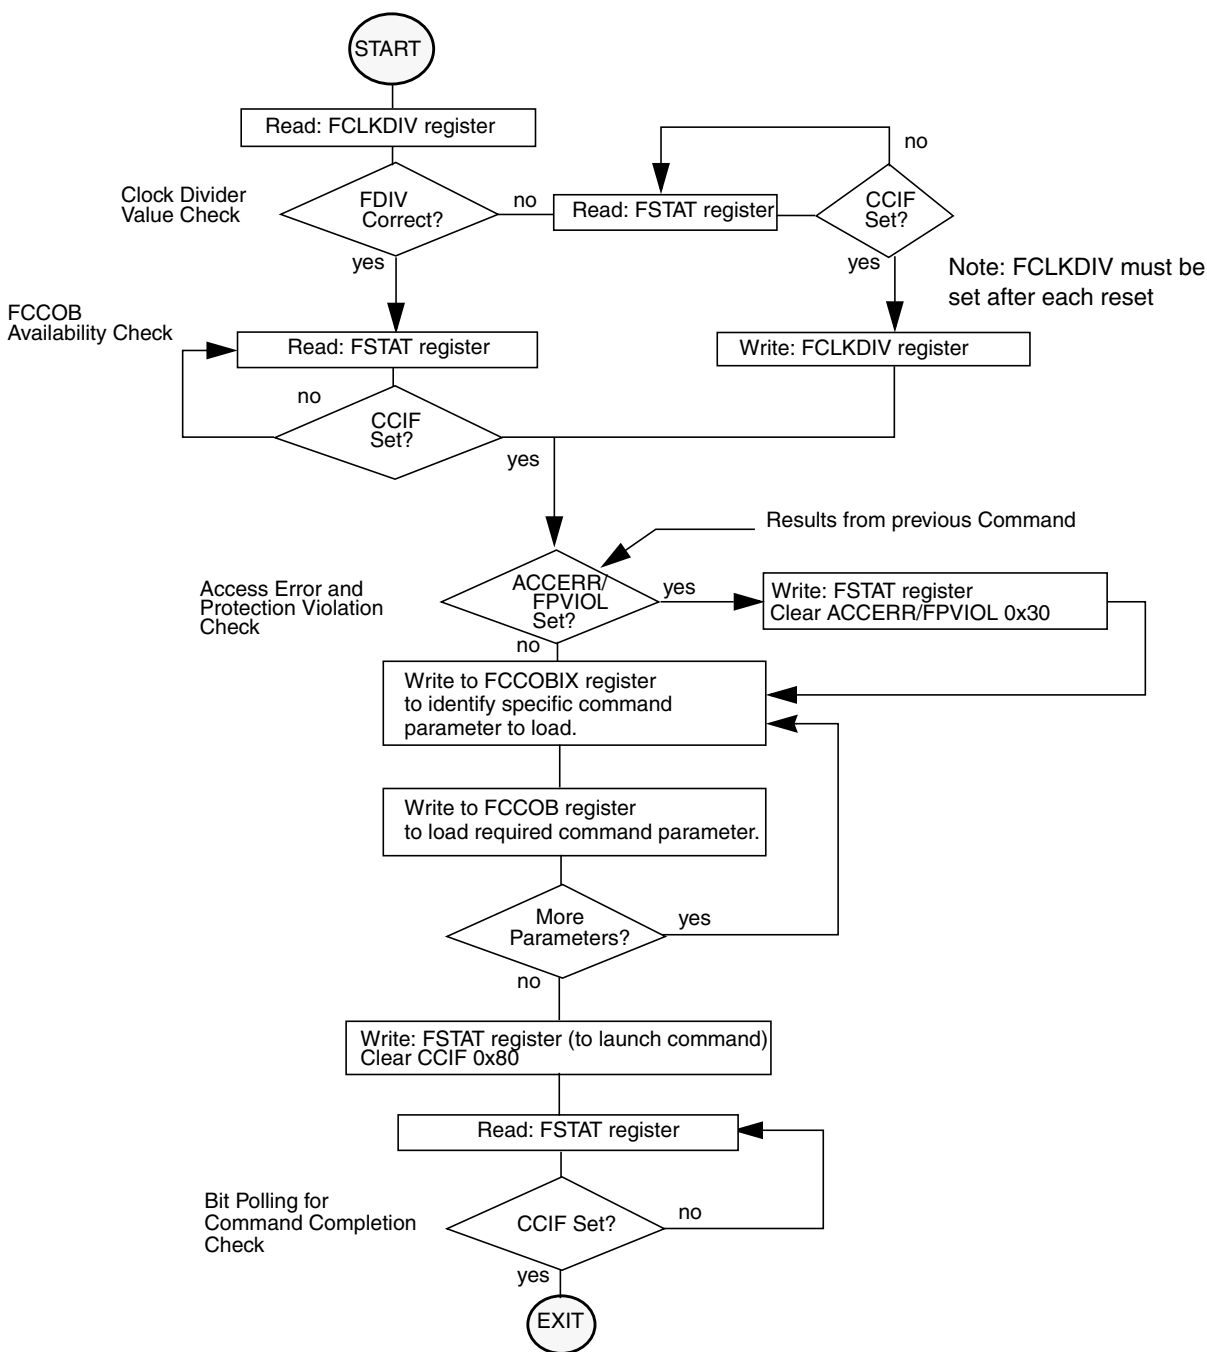 START
Read: FCLKDIV register
no
Clock Divider
Value Check
FDIV
Correct?
no
Read: FSTAT register
CCIF
Set?
yes
yes
Note: FCLKDIV must be
set after each reset
FCCOB
Availability Check
Read: FSTAT register
Write: FCLKDIV register
no
CCIF
Set?
yes
Results from previous Command
Access Error and
Protection Violation
Check
ACCERR/
FPVIOL
Set?
yes
Write: FSTAT register
Clear ACCERR/FPVIOL 0x30
no
Write to FCCOBIX register
to identify specific command
parameter to load.
Write to FCCOB register
to load required command parameter.
More
Parameters?
yes
no
Write: FSTAT register (to launch command)
Clear CCIF 0x80
Read: FSTAT register
Bit Polling for
Command Completion
Check
CCIF Set?
no
yes
EXIT